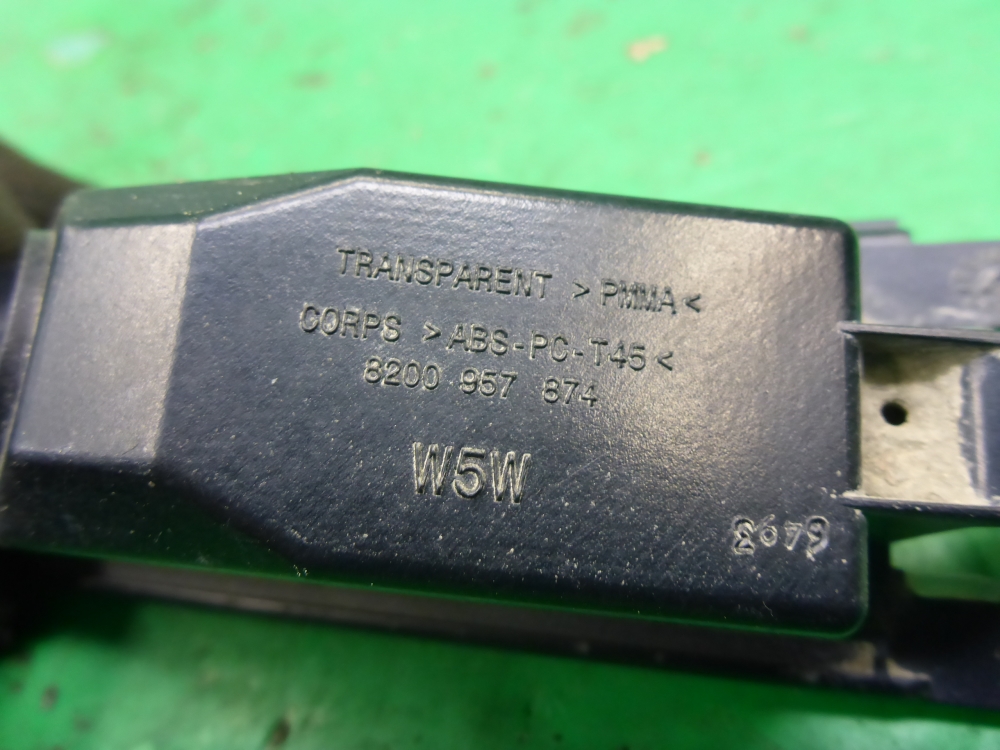 TRANSPARENT >PMMA<
CORPS >ABS-PC-T45<
8200 957 874
W5W